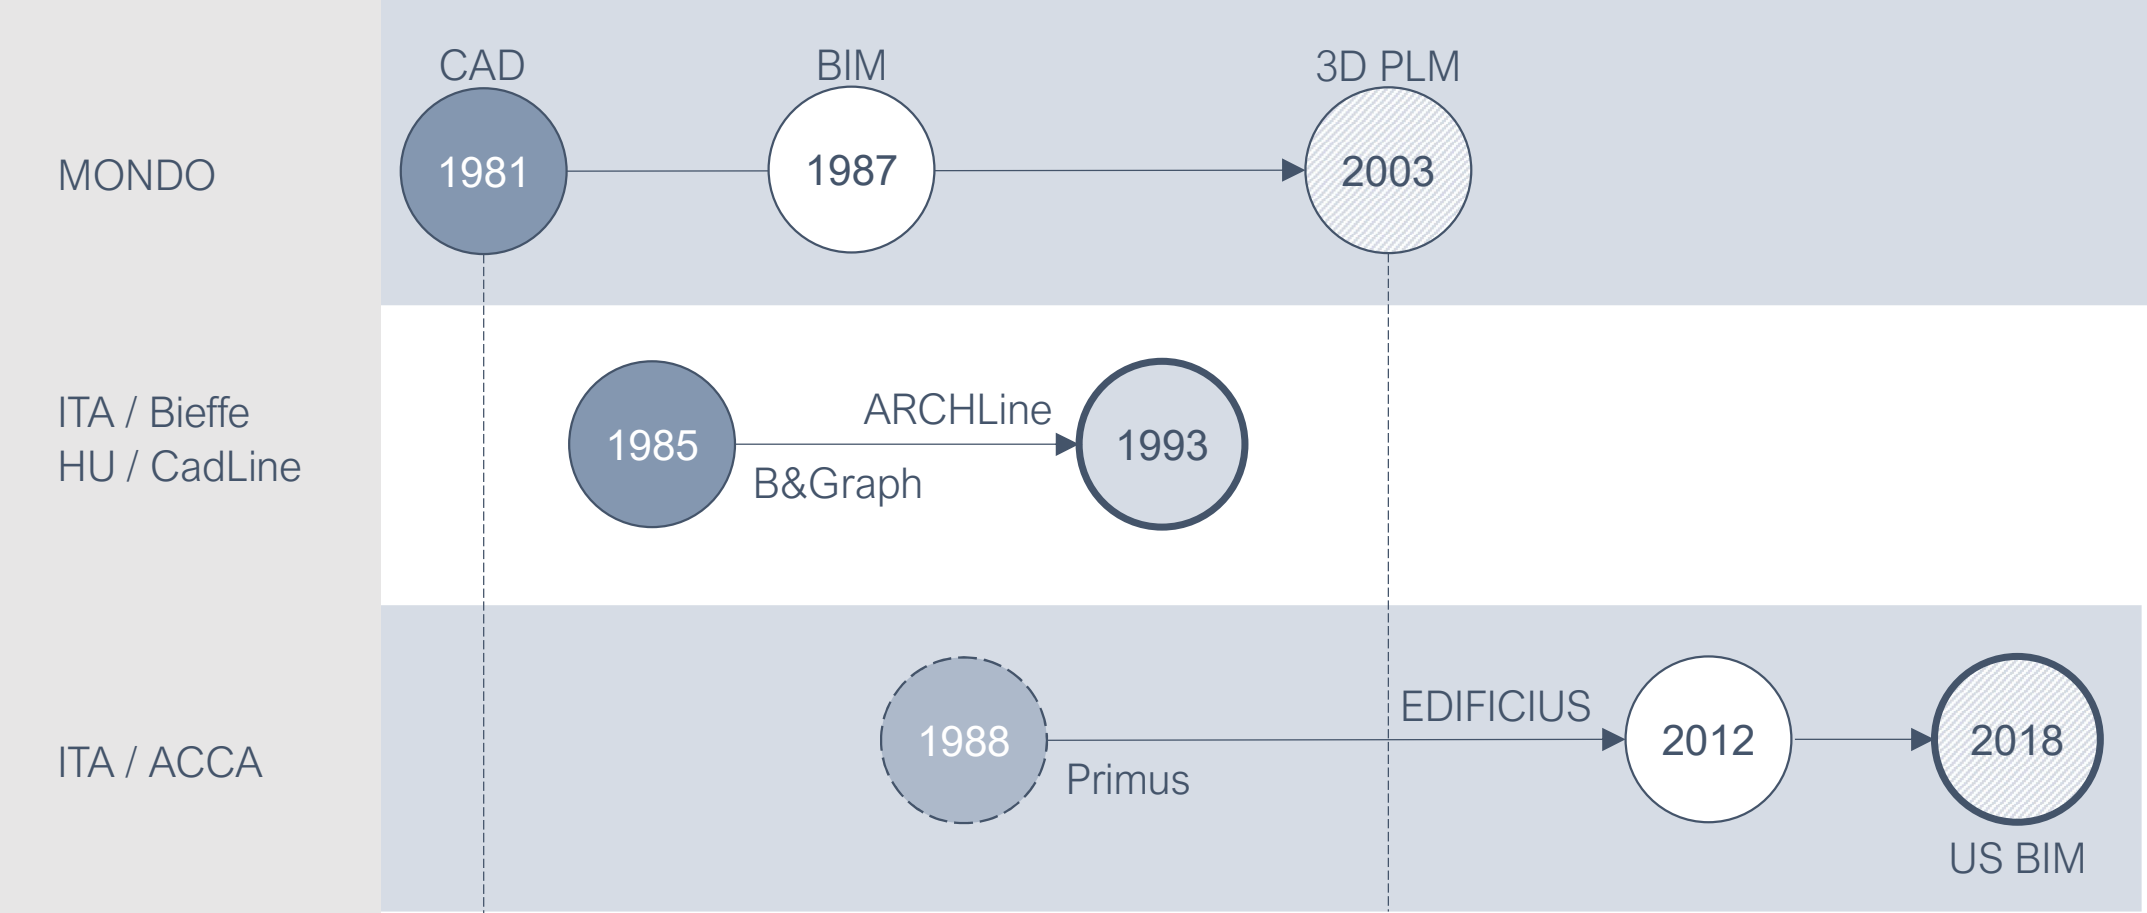 CAD
BIM
3D PLM
MONDO
1981
1987
2003
ITA / Bieffe
HU / CadLine
1985
ARCHLine
B&Graph
1993
ITA / ACCA
1988
Primus
EDIFICIUS
2012
2018
US BIM